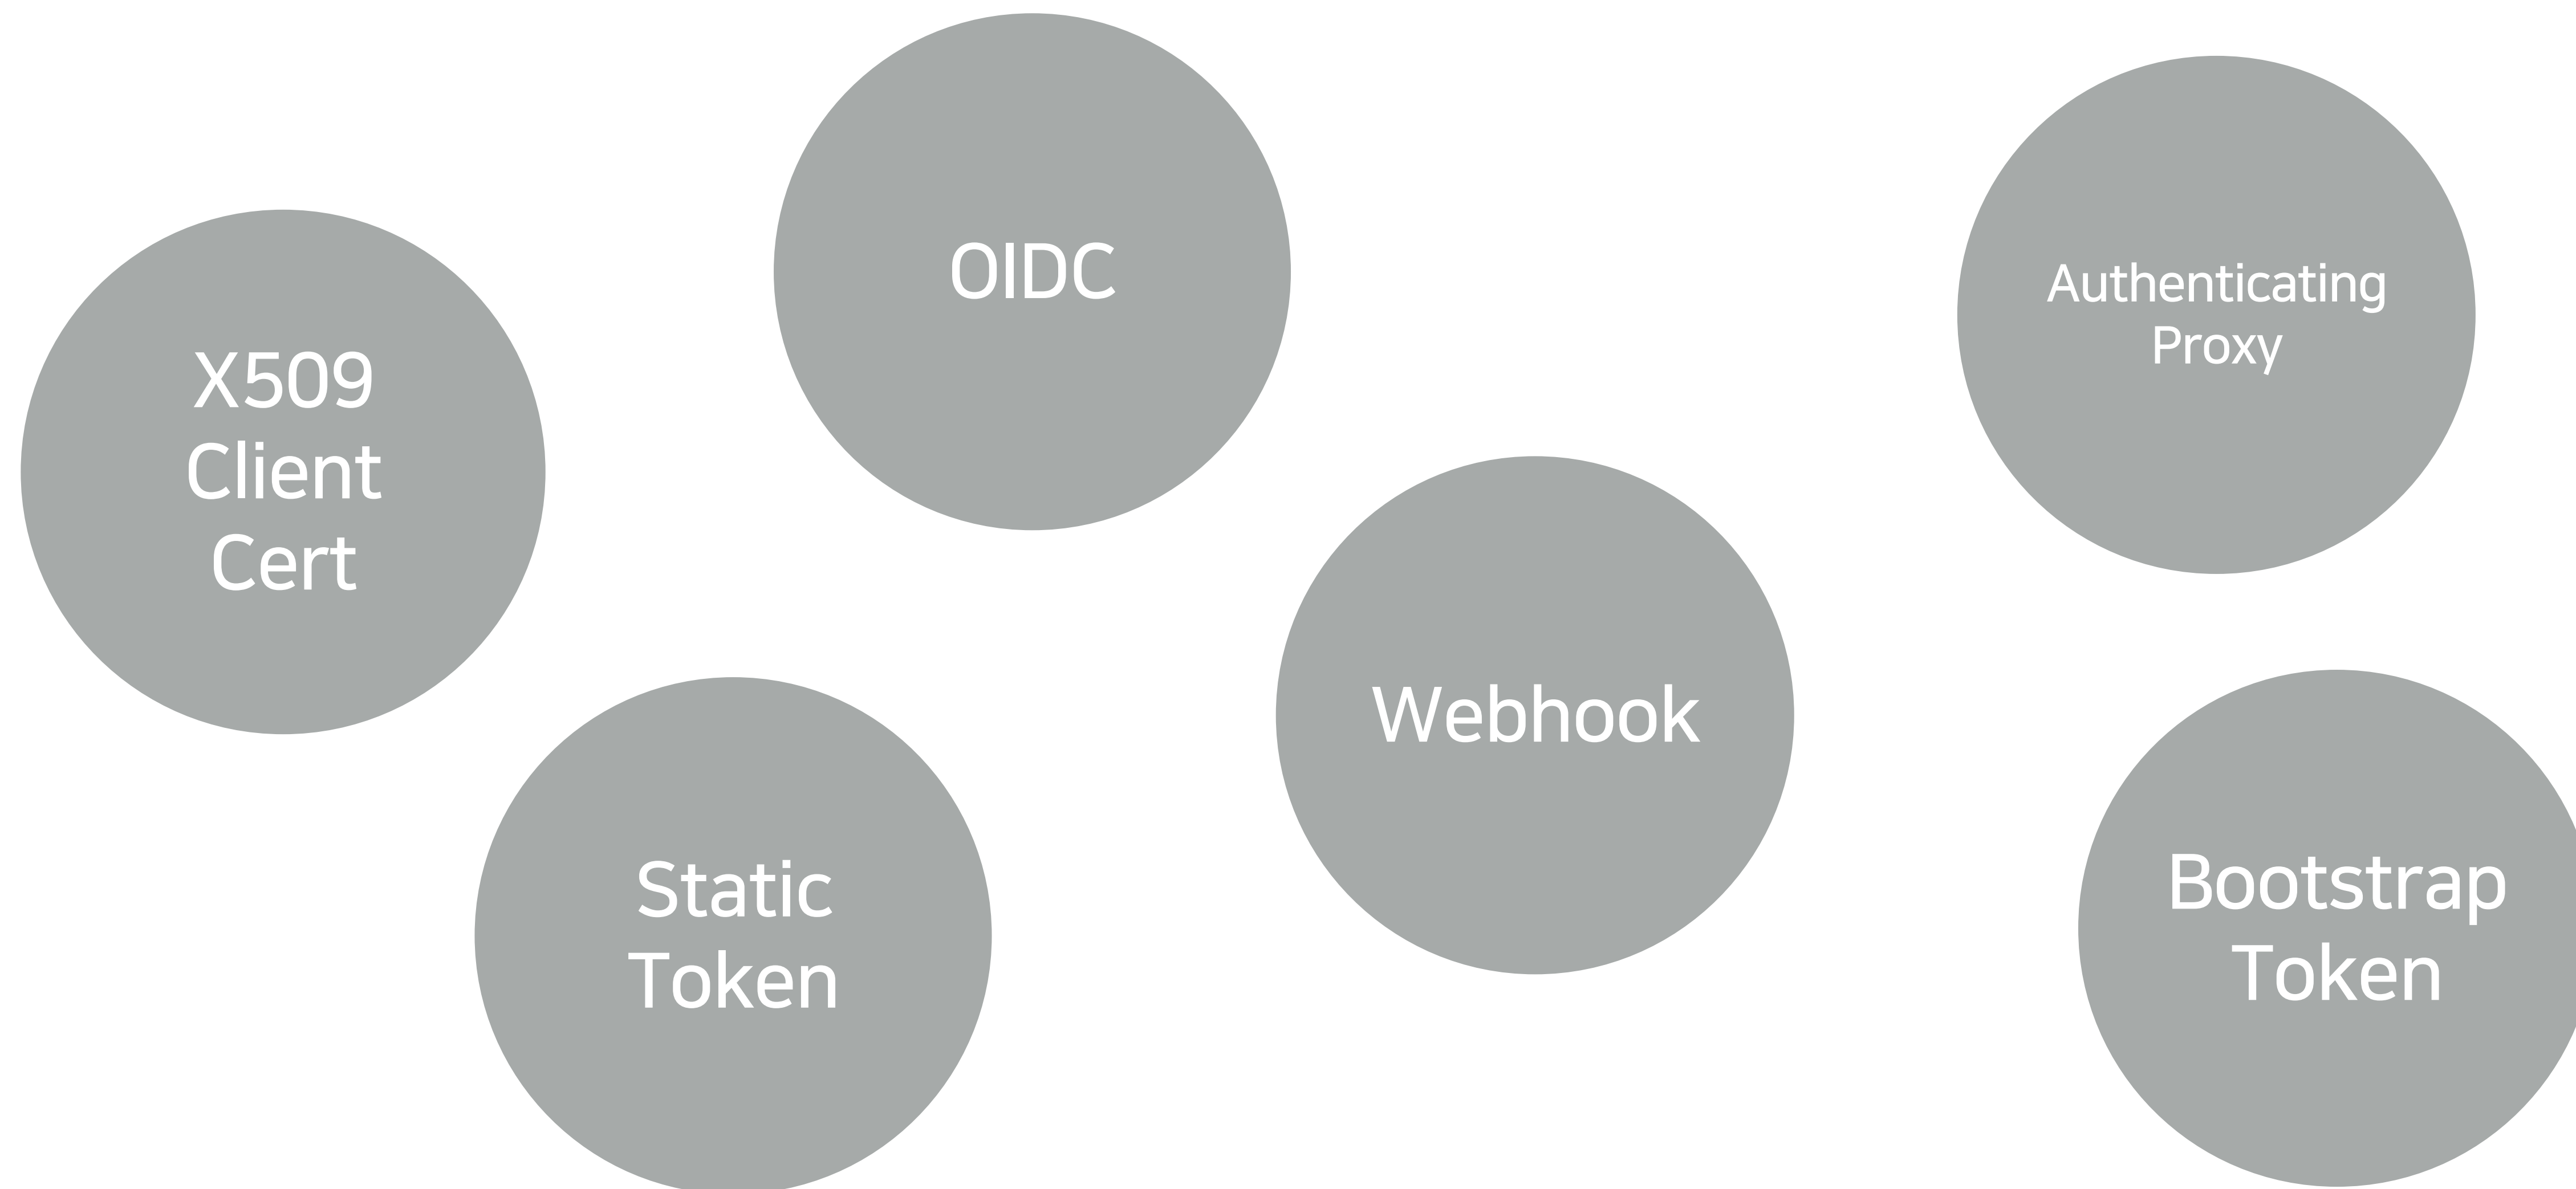 X509
Client
Cert
OIDC
Authenticating
Proxy
Static
Token
Webhook
Bootstrap
Token